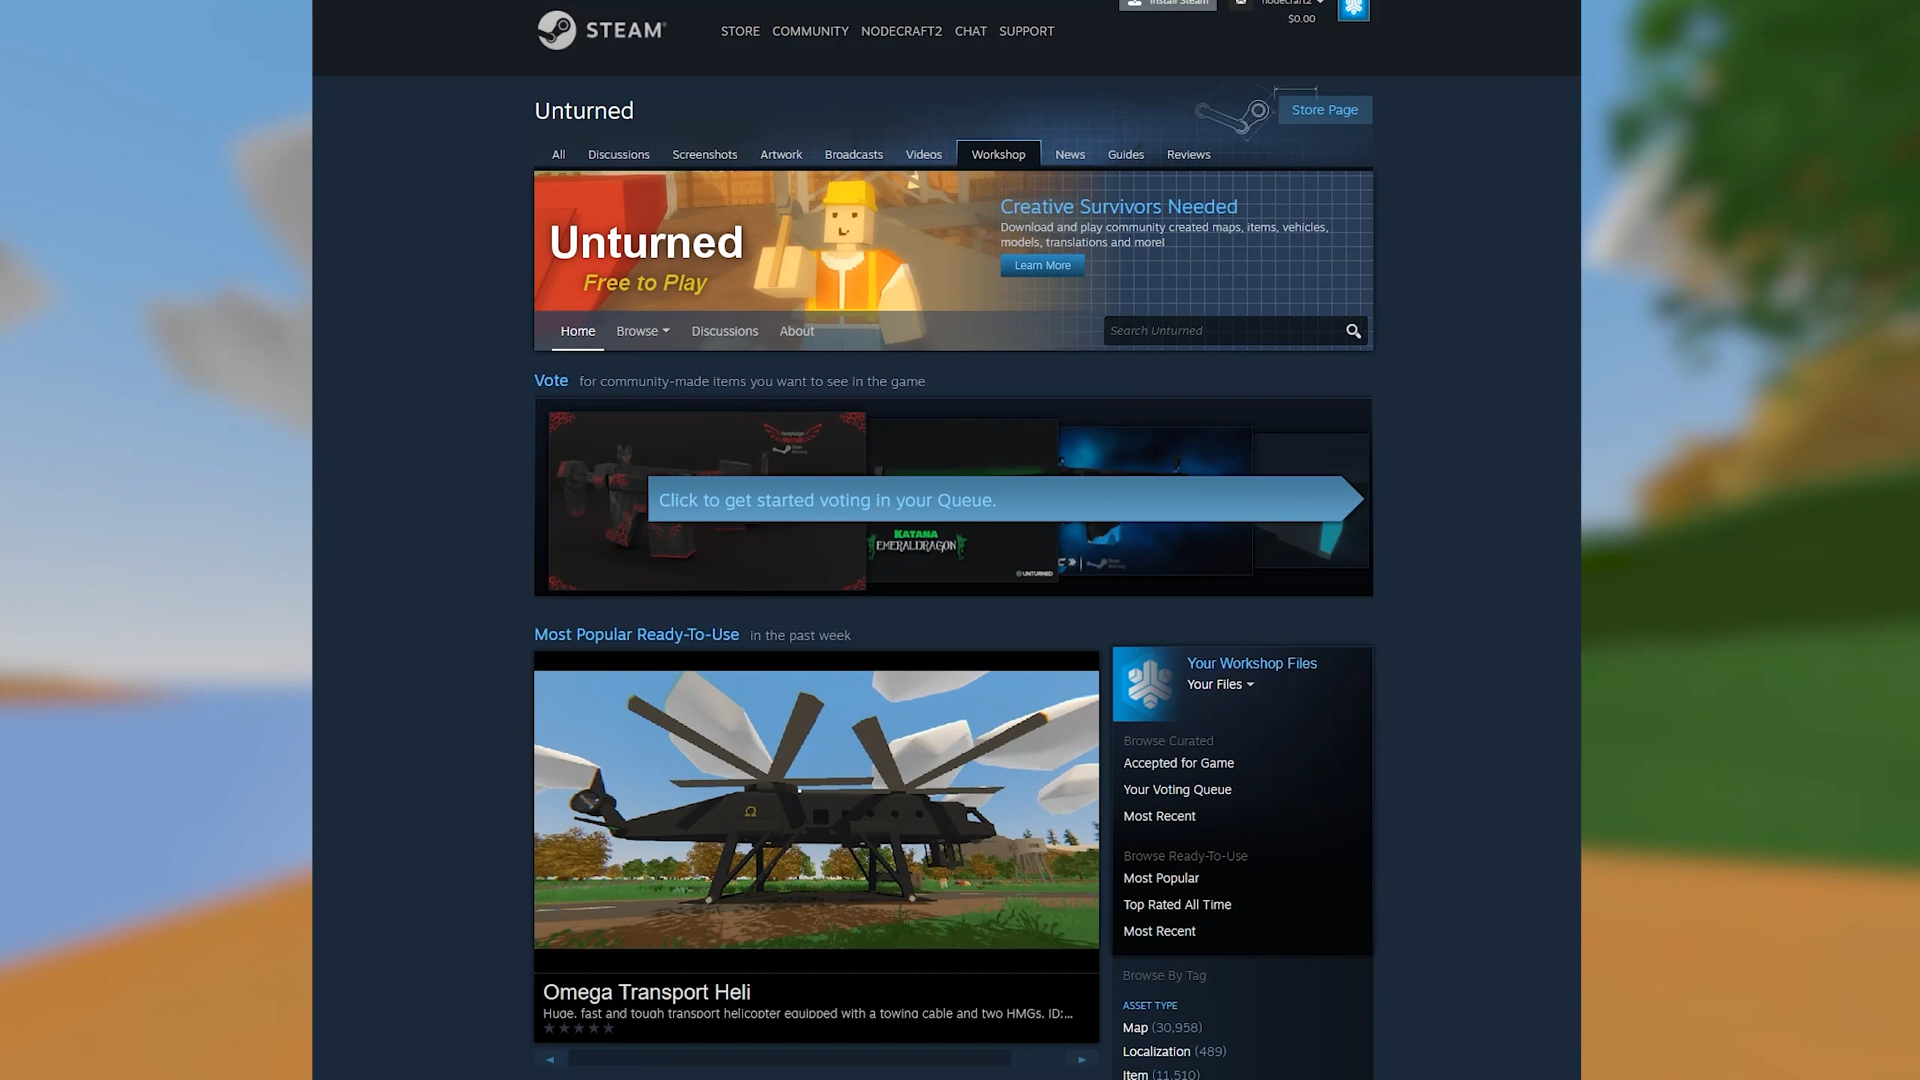 Install Steam
nodecraft2
$0.00
STEAM
STORE COMMUNITY NODECRAFT2 CHAT SUPPORT
Unturned
Store Page
All Discussions Screenshots Artwork Broadcasts Videos Workshop News Guides Reviews
Unturned
Free to Play
Creative Survivors Needed
Download and play community created maps, items, vehicles,
models, translations and more!
Learn More
Home Browse Discussions About
Search Unturned
Vote for community-made items you want to see in the game
Click to get started voting in your Queue.
KATANA
EMERALDRAGON
UNTURNED
Most Popular Ready-To-Use in the past week
Omega Transport Heli
Huge, fast and tough transport helicopter equipped with a towing cable and two HMGs. ID:...
Your Workshop Files
Your Files
Browse Curated
Accepted for Game
Your Voting Queue
Most Recent
Browse Ready-To-Use
Most Popular
Top Rated All Time
Most Recent
Browse By Tag
ASSET TYPE
Map (30,958)
Localization (489)
Item (11,510)